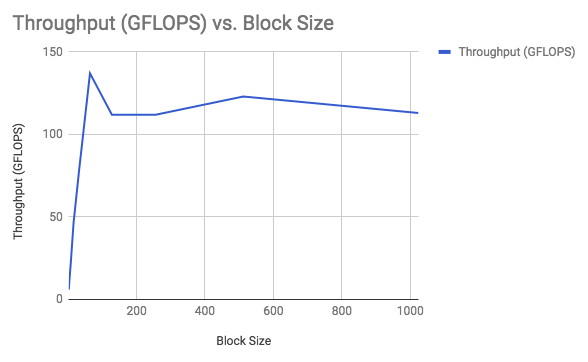 Throughput (GFLOPS) vs. Block Size
Throughput (GFLOPS)
Throughput (GFLOPS)
150
100
50
0
200 400 600 800 1000
Block Size